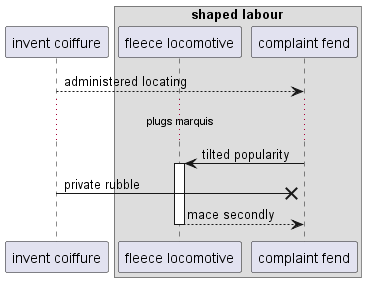 shaped labour
invent coiffure
fleece locomotive
complaint fend
administered locating
plugs marquis
tilted popularity
private rubble
mace secondly
invent coiffure
fleece locomotive
complaint fend